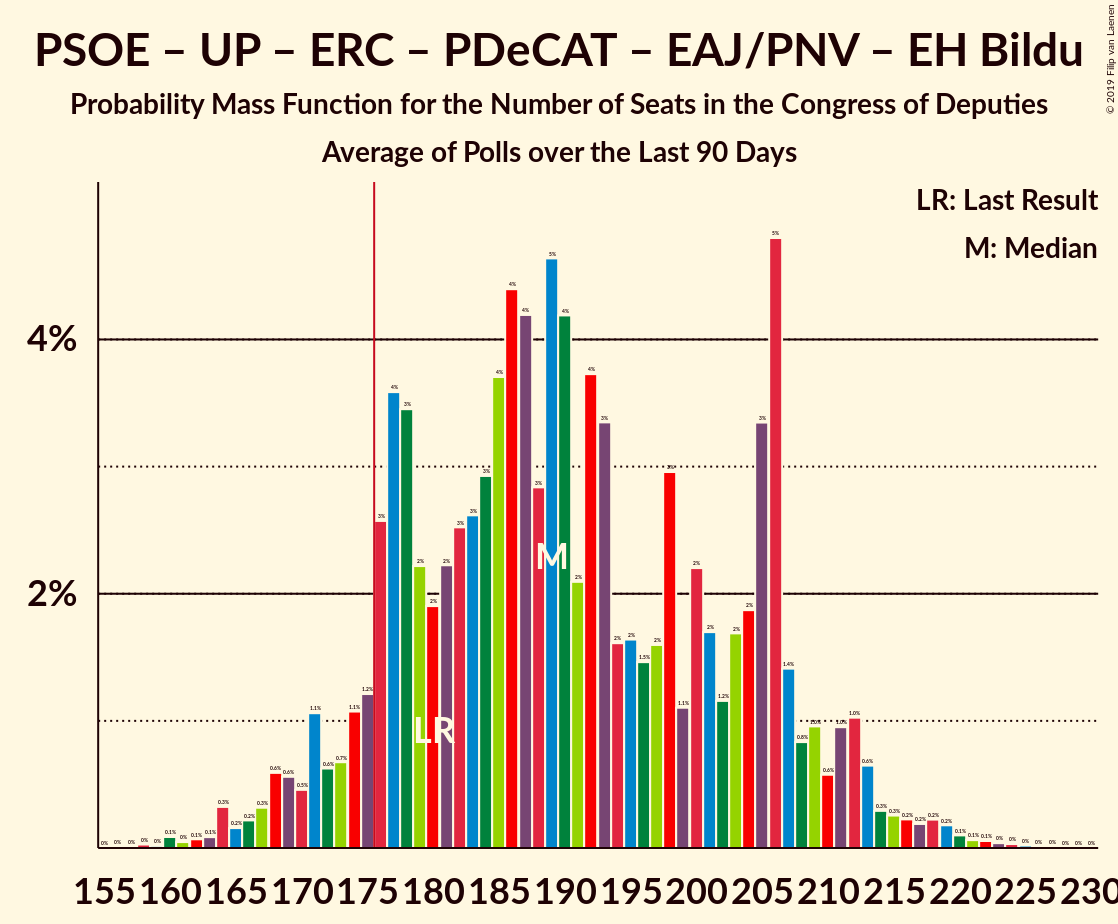 PSOE – UP – ERC – PDeCAT – EAJ/PNV – EH Bildu
Probability Mass Function for the Number of Seats in the Congress of Deputies
Average of Polls over the Last 90 Days
© 2019 Filip van Laenen
LR: Last Result
M: Median
4%
2%
M
LR
155 160 165 170 175 180 185 190 195 200 205 210 215 220 225 230